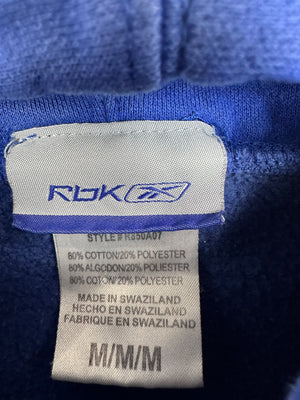 RbK
STYLE# R650A07
80% COTTON/20% POLYESTER
80% ALGODON/20% POLIESTER
80% COTON/20% POLYESTER
MADE IN SWAZILAND
HECHO EN SWAZILAND
FABRIQUE EN SWAZILAND
M/M/M